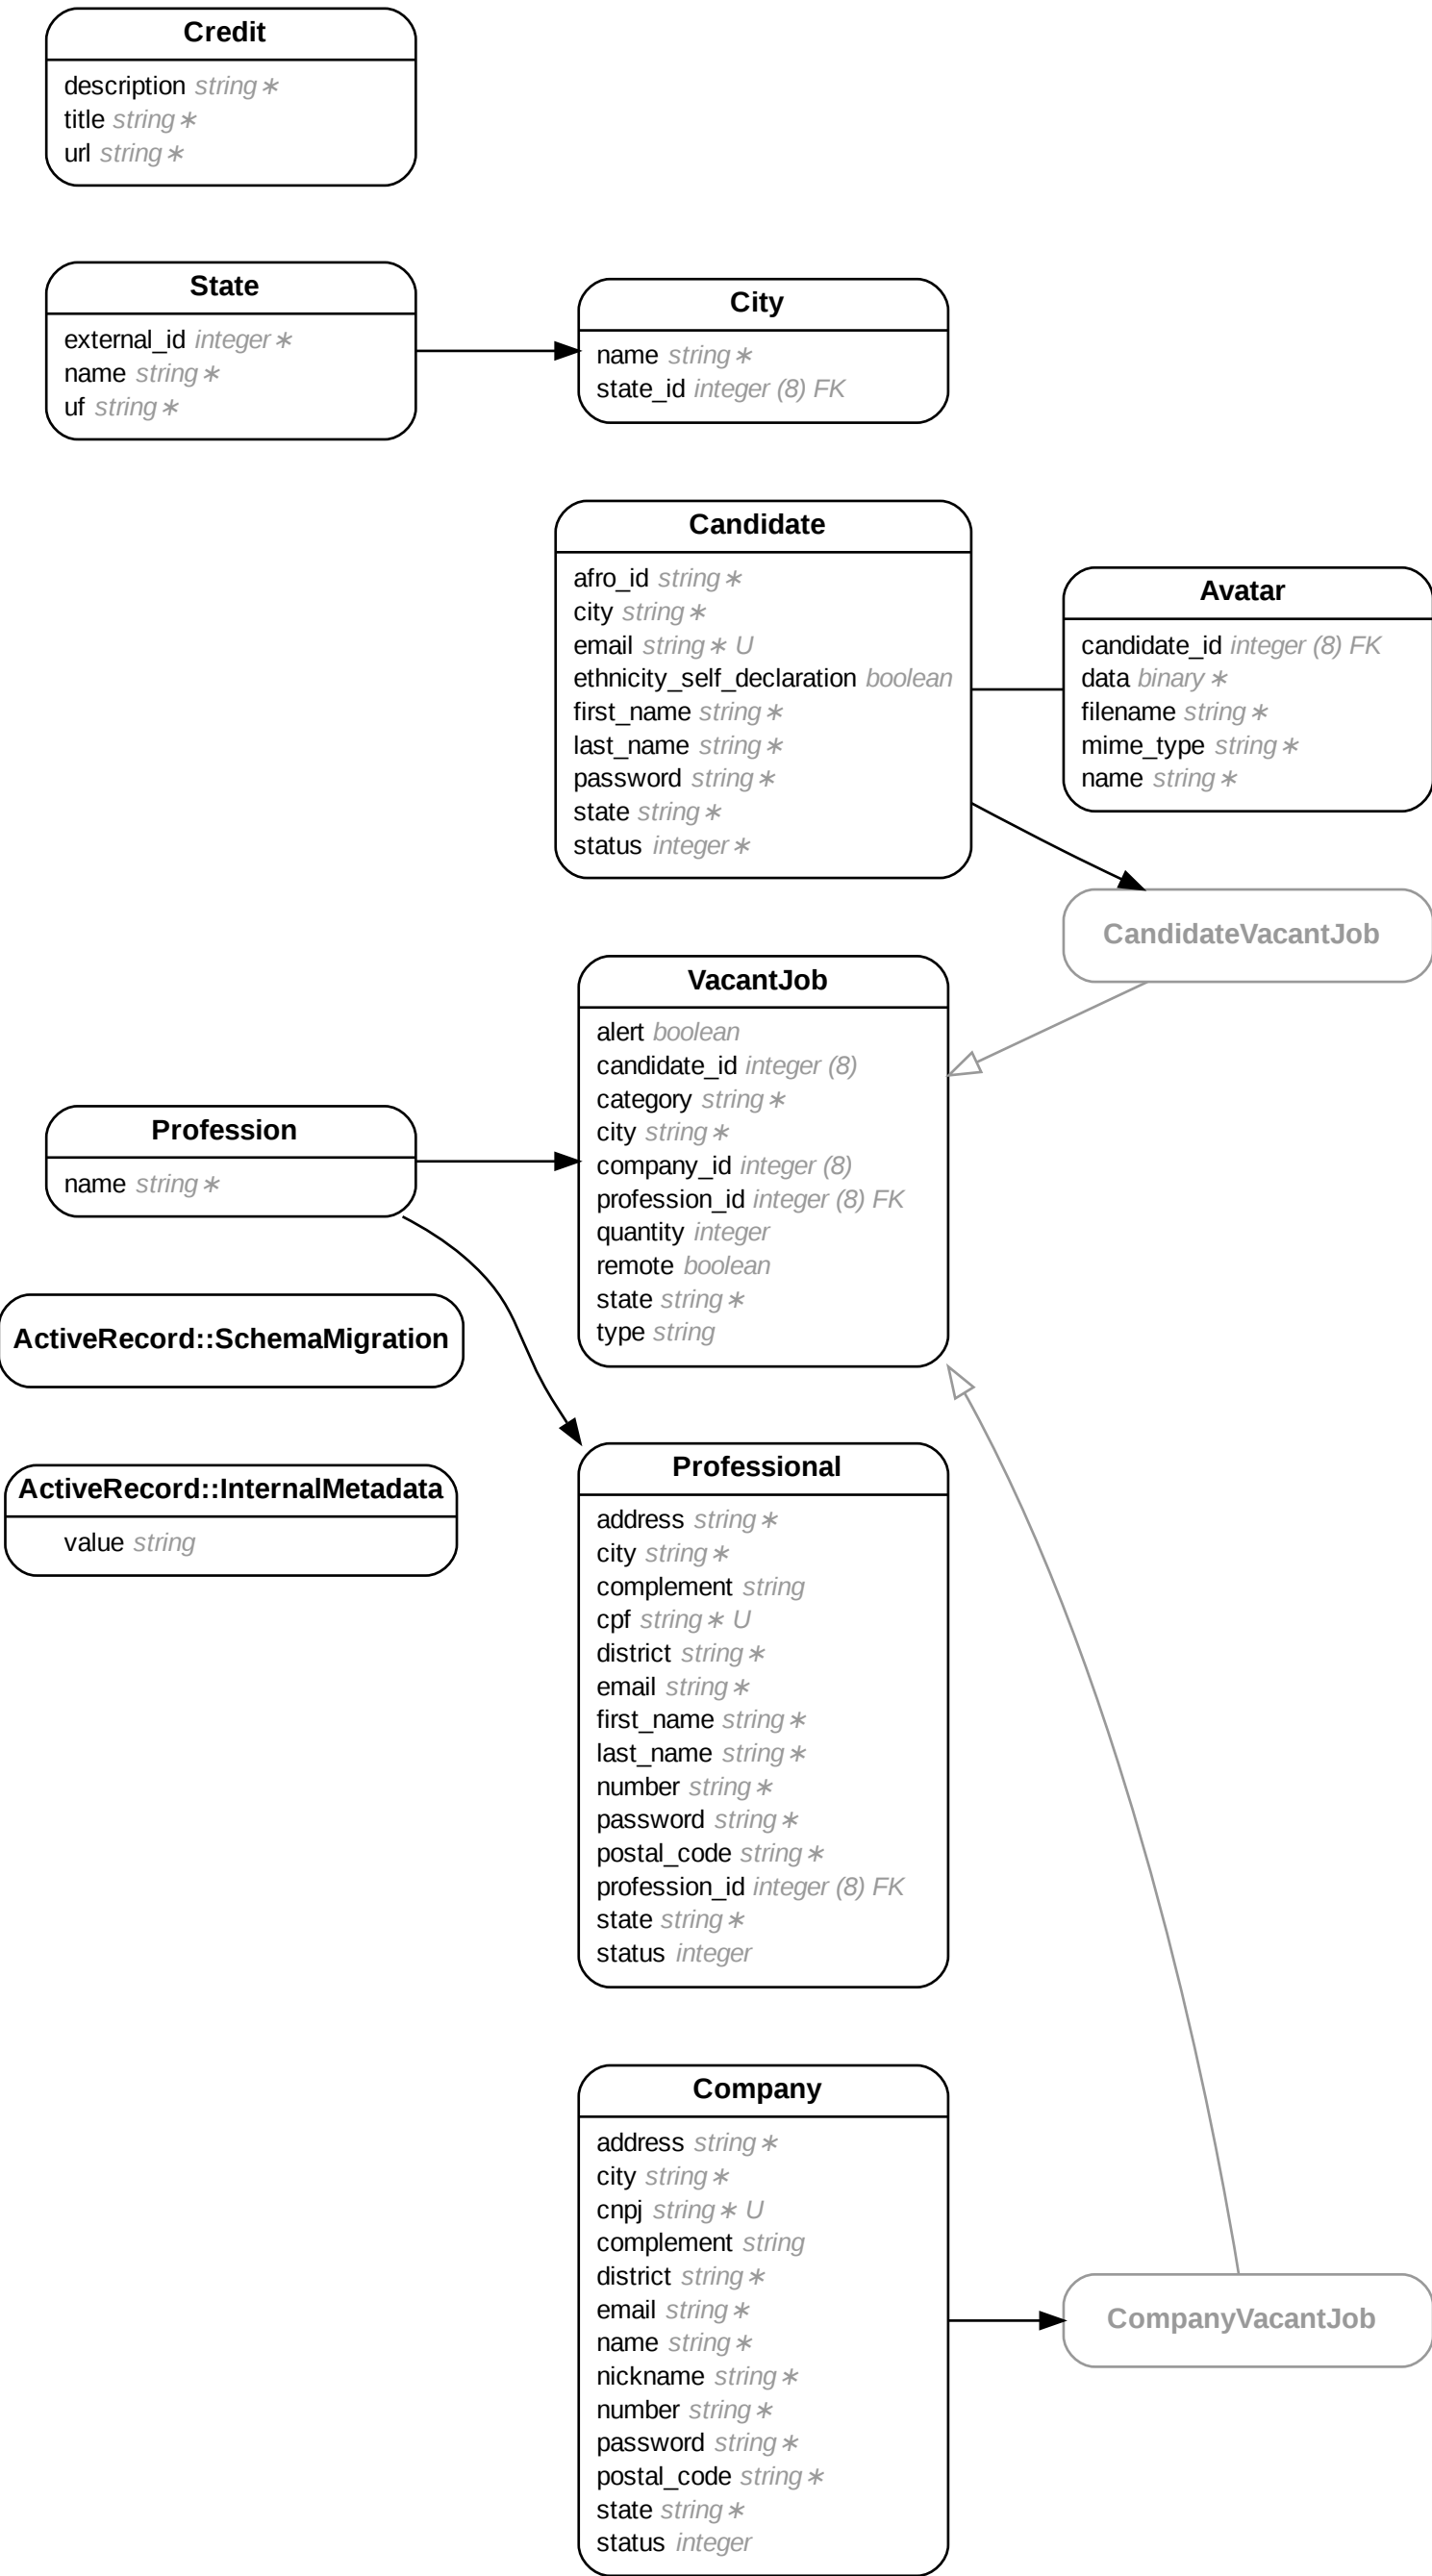 Credit
description string ∗
title string ∗
url string ∗
State
external_id integer ∗
name string ∗
uf string ∗
City
name string ∗
state_id integer (8) FK
Candidate
afro_id string ∗
city string ∗
email string ∗ U
ethnicity_self_declaration boolean
first_name string ∗
last_name string ∗
password string ∗
state string ∗
status integer ∗
Avatar
candidate_id integer (8) FK
data binary ∗
filename string ∗
mime_type string ∗
name string ∗
CandidateVacantJob
VacantJob
alert boolean
candidate_id integer (8)
category string ∗
city string ∗
company_id integer (8)
profession_id integer (8) FK
quantity integer
remote boolean
state string ∗
type string
Profession
name string ∗
ActiveRecord::SchemaMigration
ActiveRecord::InternalMetadata
value string
Professional
address string ∗
city string ∗
complement string
cpf string ∗ U
district string ∗
email string ∗
first_name string ∗
last_name string ∗
number string ∗
password string ∗
postal_code string ∗
profession_id integer (8) FK
state string ∗
status integer
Company
address string ∗
city string ∗
cnpj string ∗ U
complement string
district string ∗
email string ∗
name string ∗
nickname string ∗
number string ∗
password string ∗
postal_code string ∗
state string ∗
status integer
CompanyVacantJob